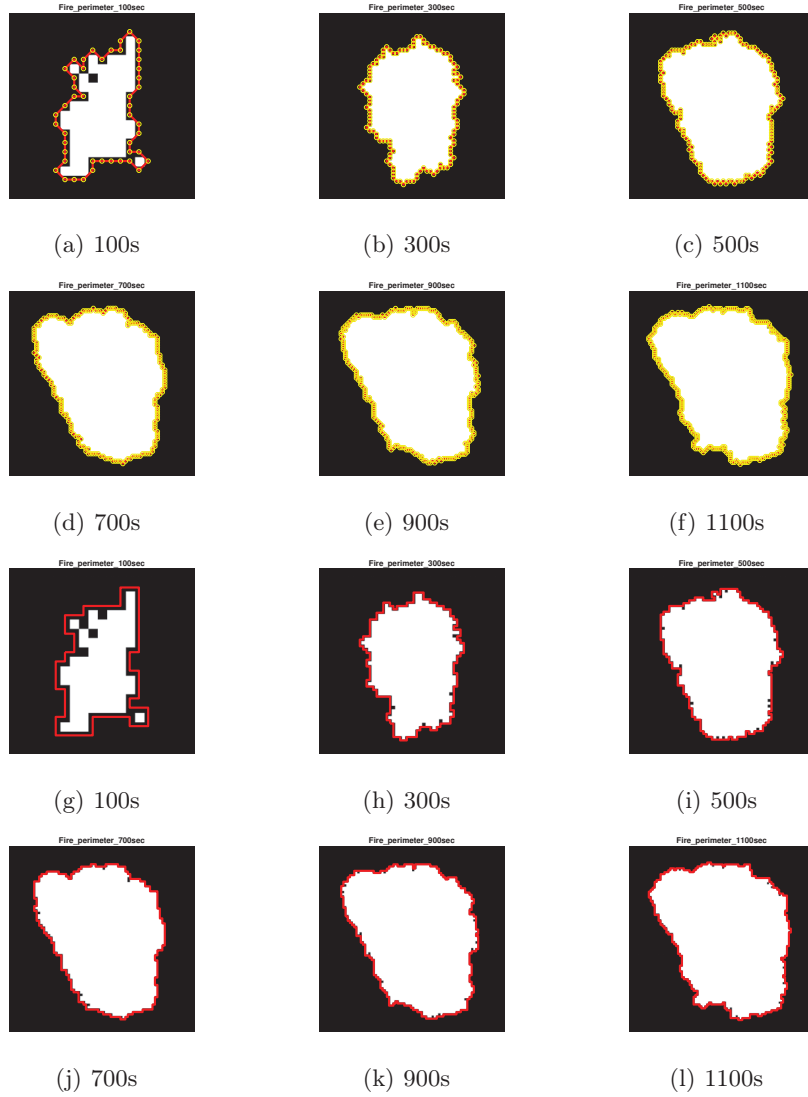 Fire_perimeter_100sec Fire_perimeter_300sec Fire_perimeter_500sec
(a) 100s (b) 300s (c) 500s
Fire_perimeter_700sec Fire_perimeter_900sec Fire_perimeter_1100sec
(d) 700s (e) 900s (f) 1100s
Fire_perimeter_100sec Fire_perimeter_300sec Fire_perimeter_500sec
(g) 100s (h) 300s (i) 500s
Fire_perimeter_700sec Fire_perimeter_900sec Fire_perimeter_1100sec
(j) 700s (k) 900s (l) 1100s